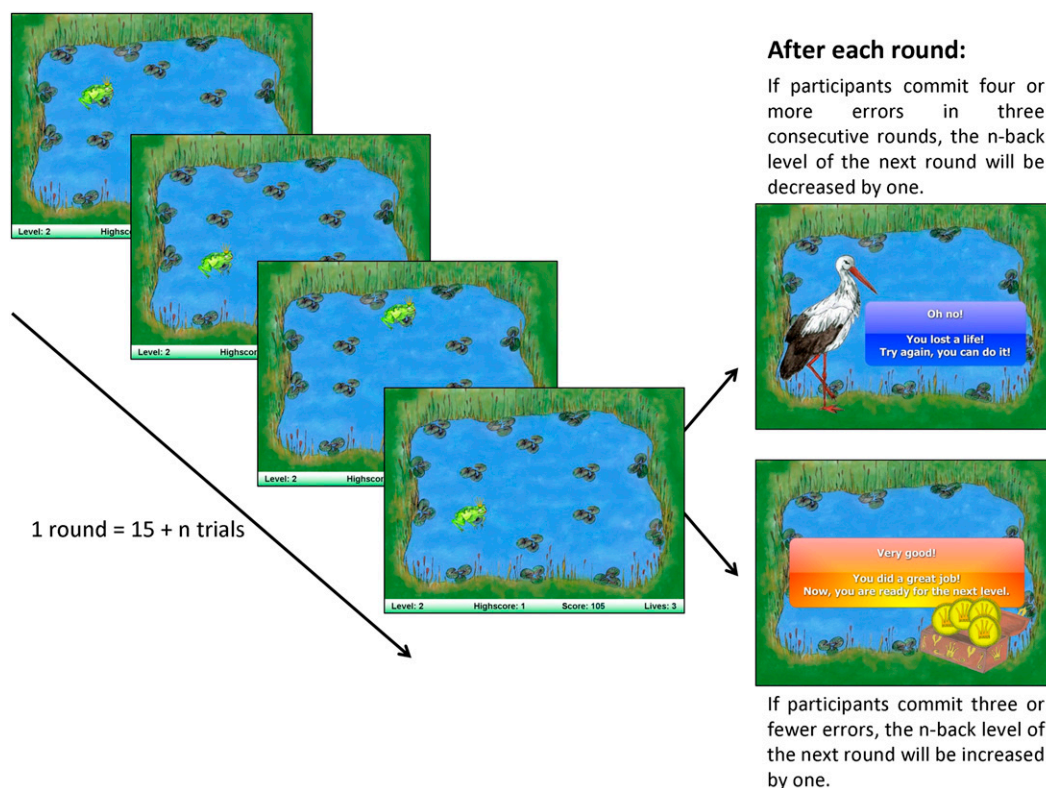 After each round:
If participants commit four or
more errors in three
consecutive rounds, the n-back
level of the next round will be
decreased by one.
Level: 2
Level: 2
Level: 2
Level: 2 Highscore: 1 Score: 105 Lives: 3
Oh no!
You lost a life!
Try again, you can do it!
1 round = 15 + n trials
Very good!
You did a great job!
Now, you are ready for the next level.
If participants commit three or
fewer errors, the n-back level of
the next round will be increased
by one.